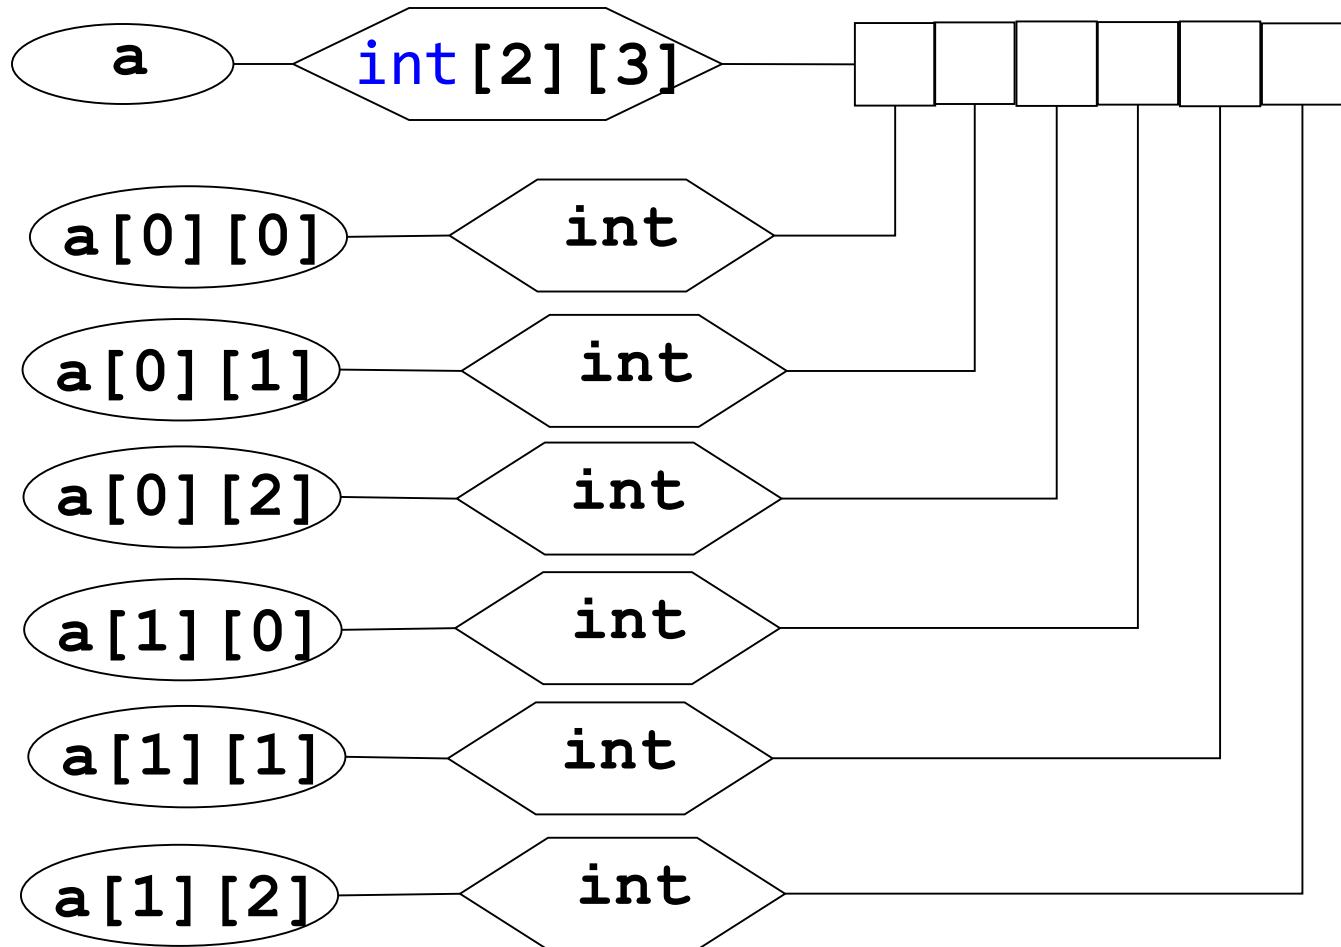 a int[2][3]
a[0][0] int
a[0][1] int
a[0][2] int
a[1][0] int
a[1][1] int
a[1][2] int